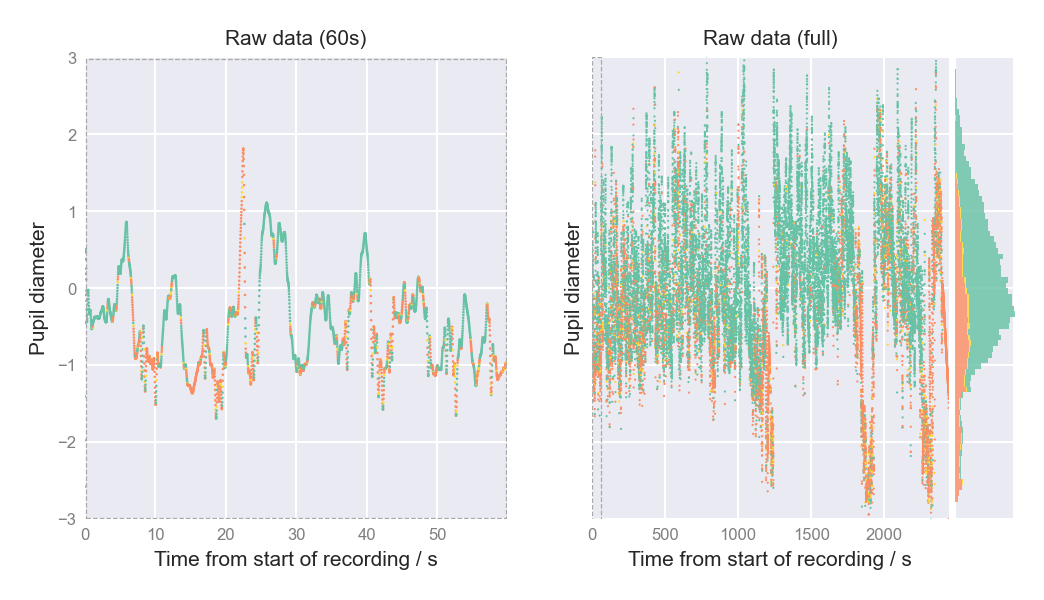 Raw data (60s)
Raw data (full)
Pupil diameter
3
2
1
0
−1
−2
−3
0 10 20 30 40 50
Time from start of recording / s
Pupil diameter
0 500 1000 1500 2000
Time from start of recording / s